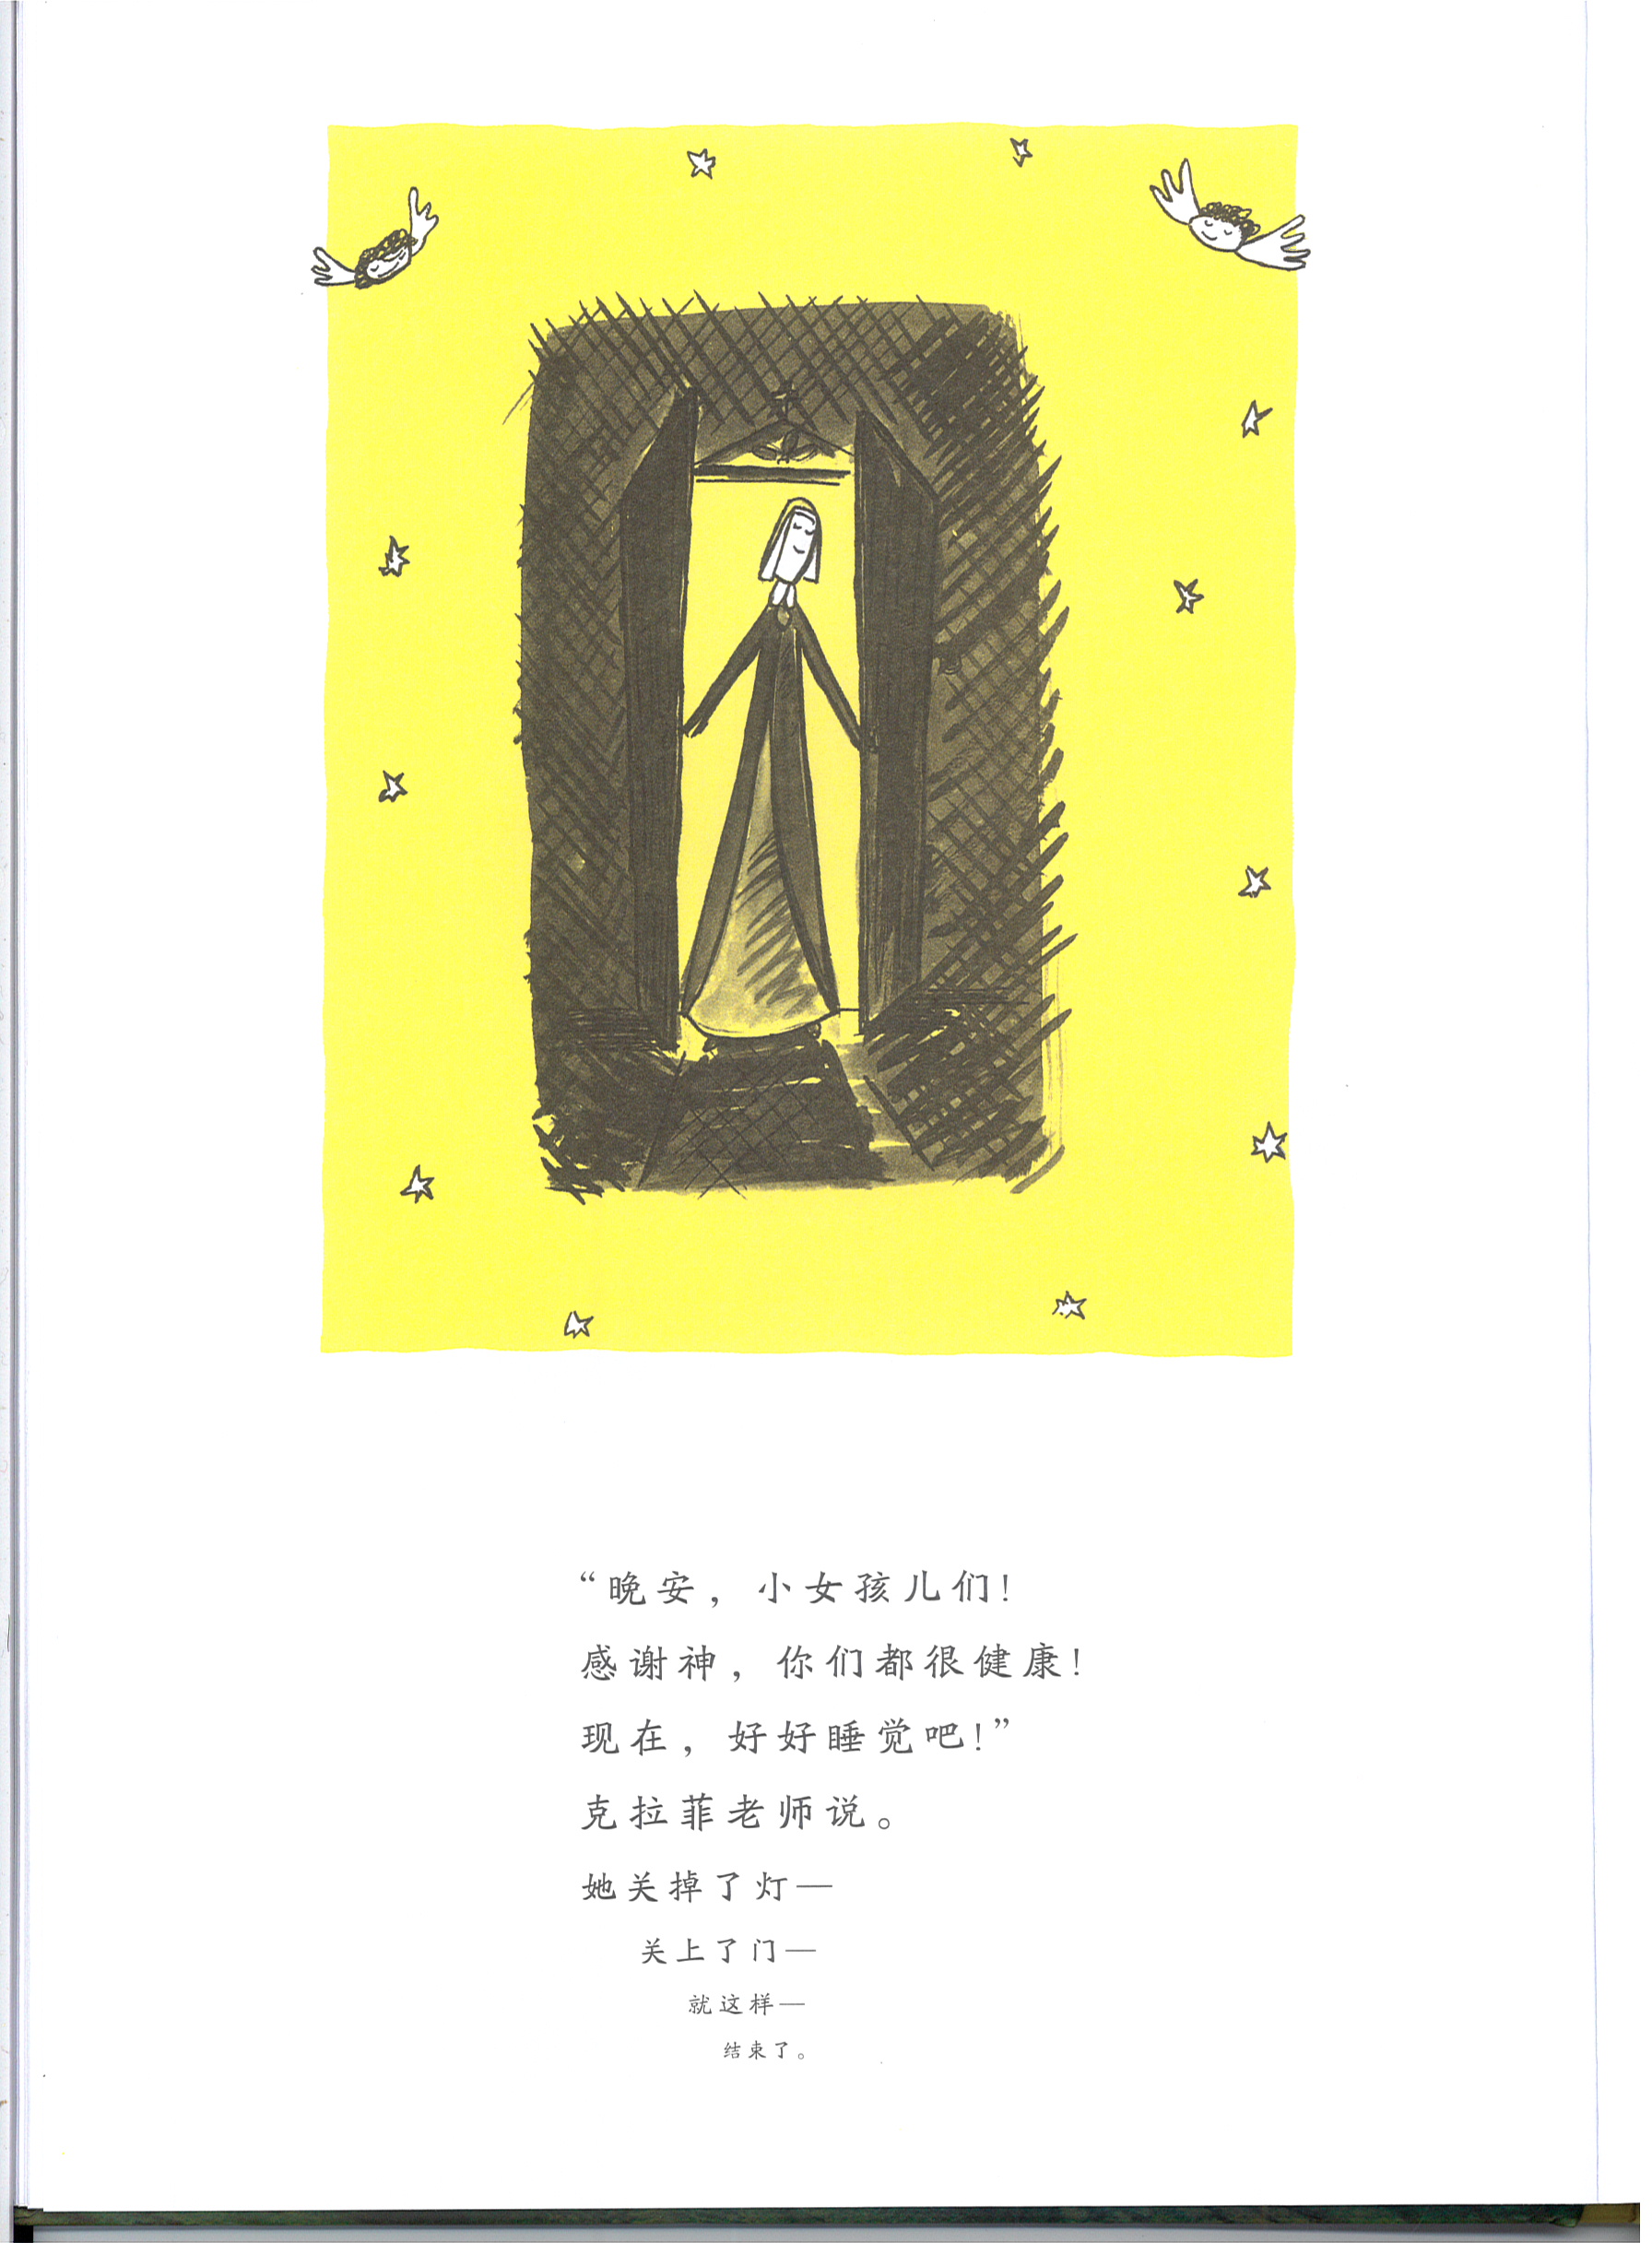 “晚安，小女孩儿们！
感谢神，你们都很健康！
现在，好好睡觉吧！”
克拉菲老师说。
她关掉了灯—
关上了门—
就这样—
结束了。